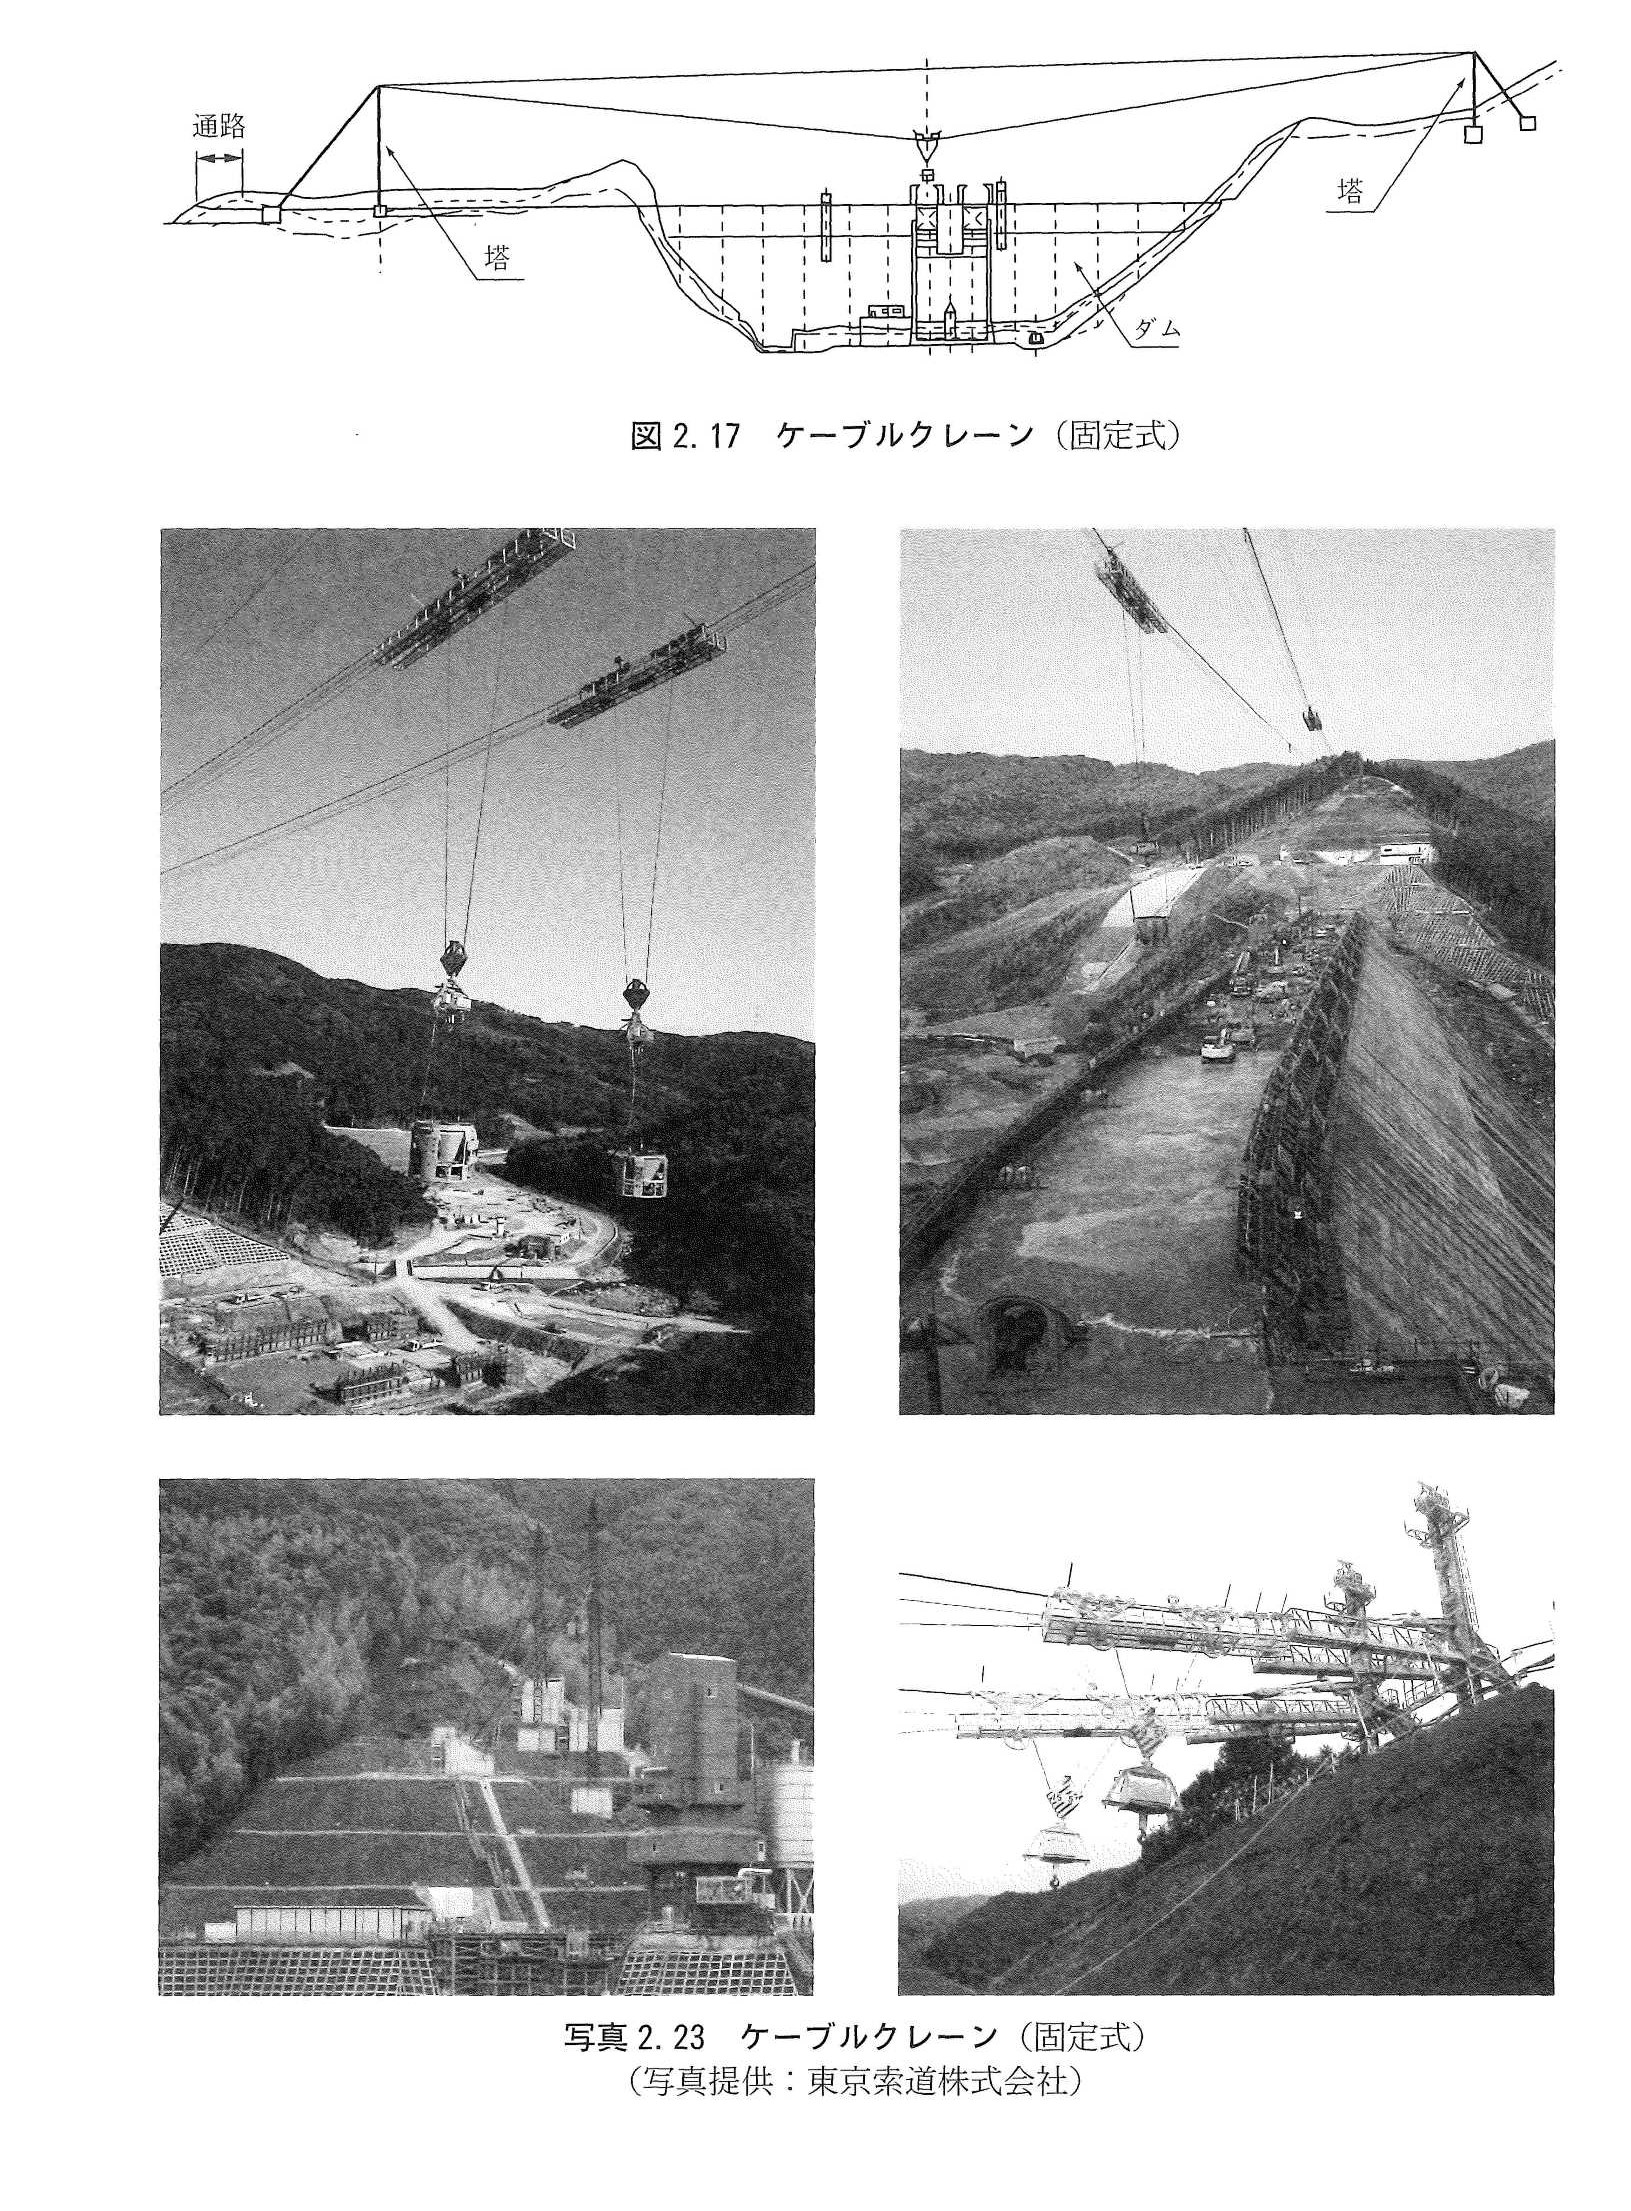 通路
塔
塔
ダム
図2.17 ケーブルクレーン（固定式）
写真2.23 ケーブルクレーン（固定式）
（写真提供：東京索道株式会社）